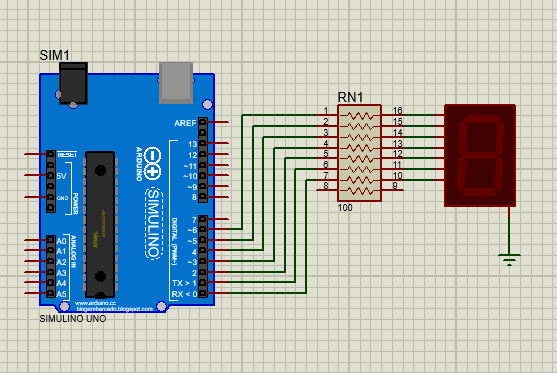 SIM1
RN1
AREF
13
12
~11
~10
~9
8
7
~6
~5
4
~3
2
TX > 1
RX < 0
DIGITAL (PWM~)
ARDUINO
SIMULINO
RESET
5V
GND
POWER
A0
A1
A2
A3
A4
A5
ANALOG IN
www.arduino.cc
blogembarcado.blogspot.com
SIMULINO UNO
1
2
3
4
5
6
7
8
16
15
14
13
12
11
10
9
100